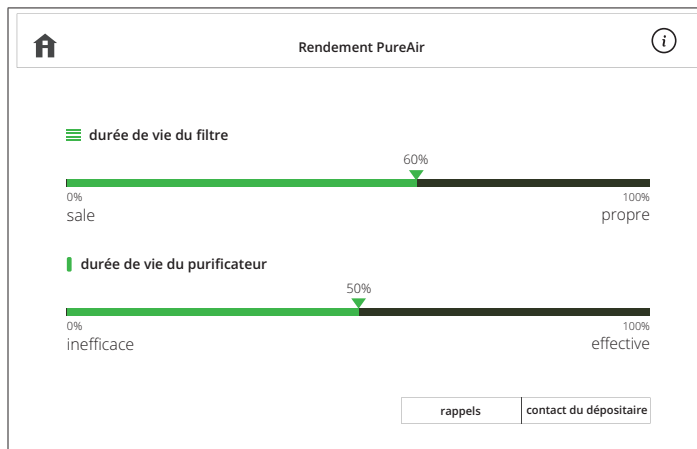 Rendement PureAir
i
durée de vie du filtre
60%
0% 100%
sale propre
durée de vie du purificateur
50%
0% 100%
inefficace effective
rappels contact du dépositaire